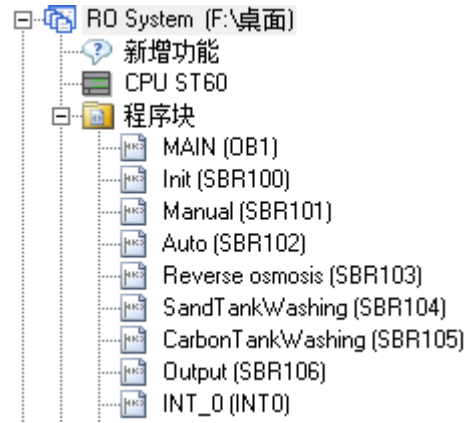 RO System (F:\桌面)
新增功能
CPU ST60
程序块
MAIN (OB1)
Init (SBR100)
Manual (SBR101)
Auto (SBR102)
Reverse osmosis (SBR103)
SandTankWashing (SBR104)
CarbonTankWashing (SBR105)
Output (SBR106)
INT_0 (INT0)